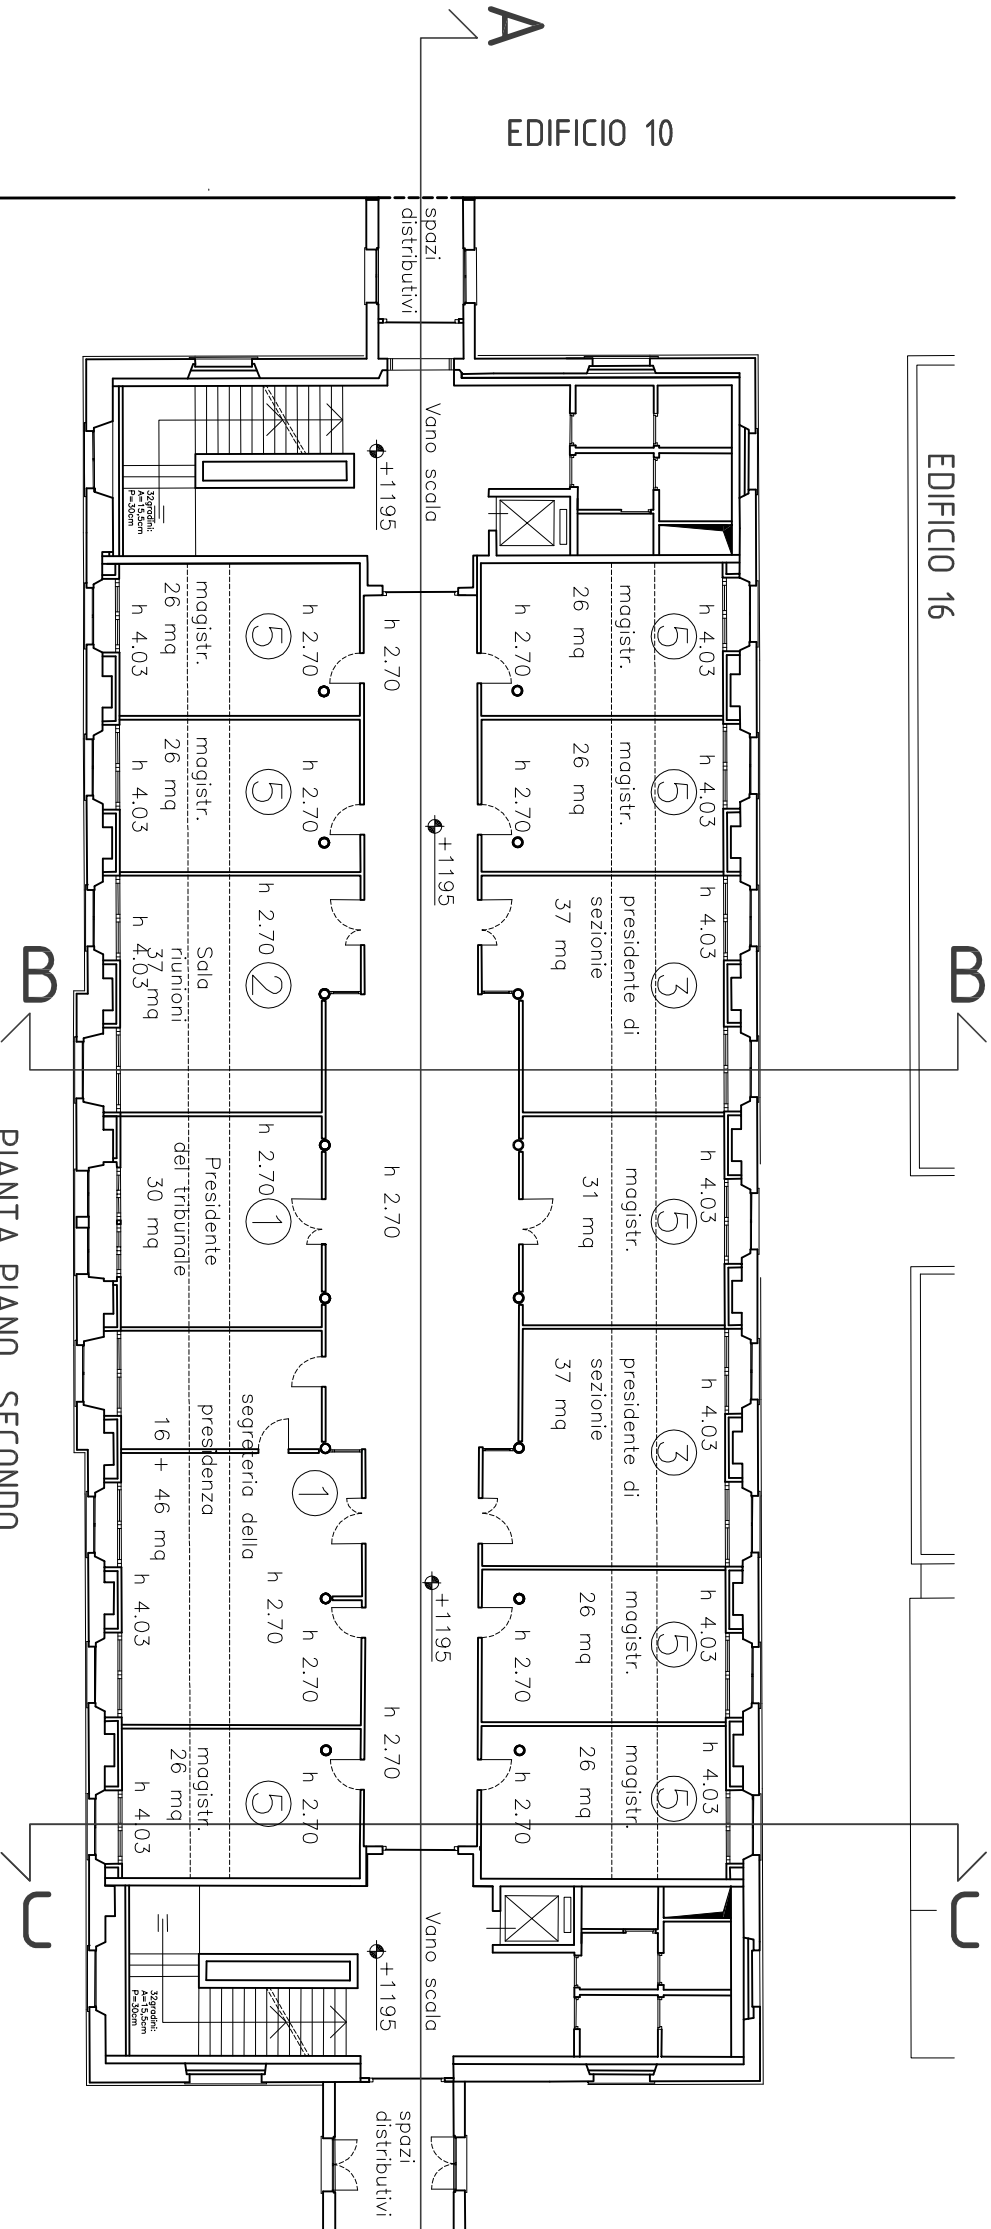 A
EDIFICIO 10
spazi
distributivi
EDIFICIO 16
Vano scala
+1195
32gradini:
A=15,5cm
P=30cm
magistr.
26 mq
h 4.03
5
h 2.70
h 2.70
h 2.70
magistr.
26 mq
5
h 4.03
magistr.
26 mq
h 4.03
5
h 2.70
h 2.70
magistr.
26 mq
5
h 4.03
+1195
Sala
riunioni
37 mq
h 4.03
h 2.70
2
presidente di
sezionie
37 mq
h 4.03
3
B
B
Presidente
del tribunale
30 mq
h 2.70
1
h 2.70
magistr.
31 mq
h 4.03
5
PIANTA PIANO SECONDO
segreteria della
presidenza
16 + 46 mq
1
h 4.03
h 2.70
h 2.70
presidente di
sezionie
37 mq
h 4.03
3
+1195
h 2.70
magistr.
26 mq
h 4.03
5
h 2.70
magistr.
26 mq
h 4.03
5
h 2.70
h 2.70
magistr.
26 mq
h 4.03
5
C
C
Vano scala
+1195
32gradini:
A=15,5cm
P=30cm
spazi
distributivi